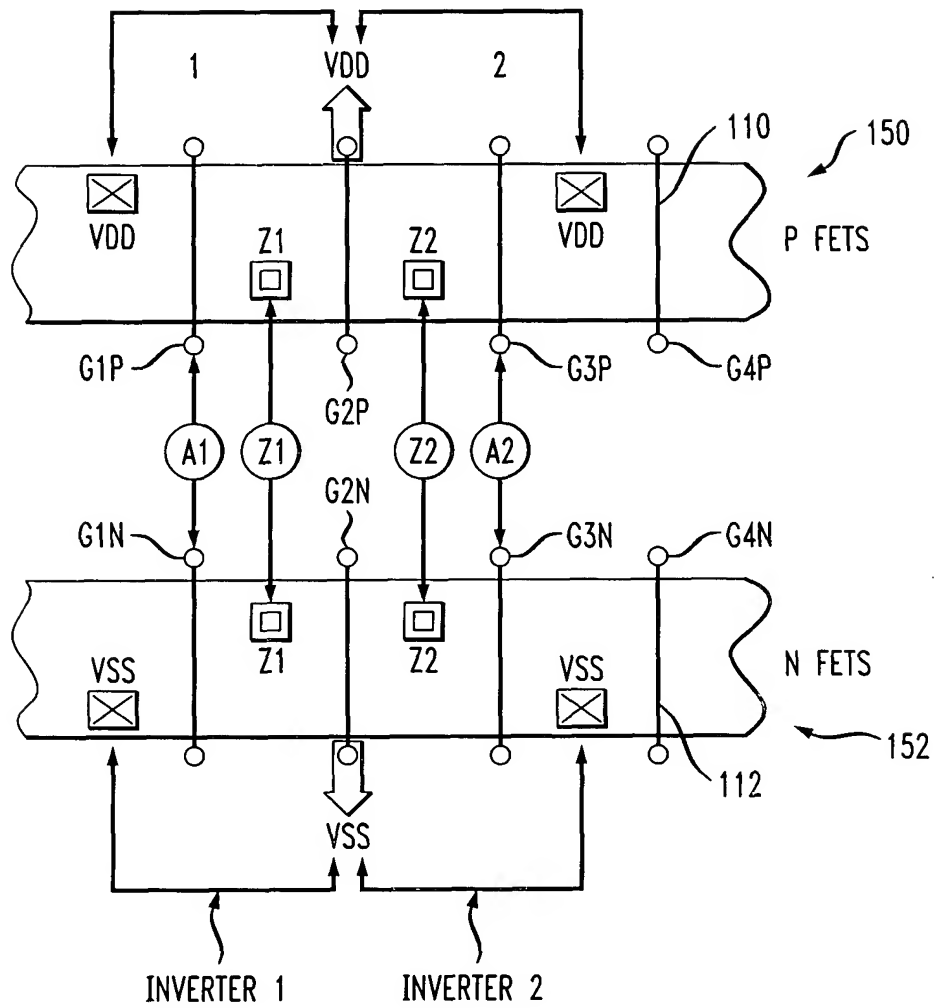 1 VDD 2
110
150
VDD VDD
P FETS
Z1 Z2
G1P G3P G4P
G2P
A1 Z1 Z2 A2
G2N
G1N G3N G4N
Z1 Z2
N FETS
VSS VSS
152
112
VSS
INVERTER 1 INVERTER 2